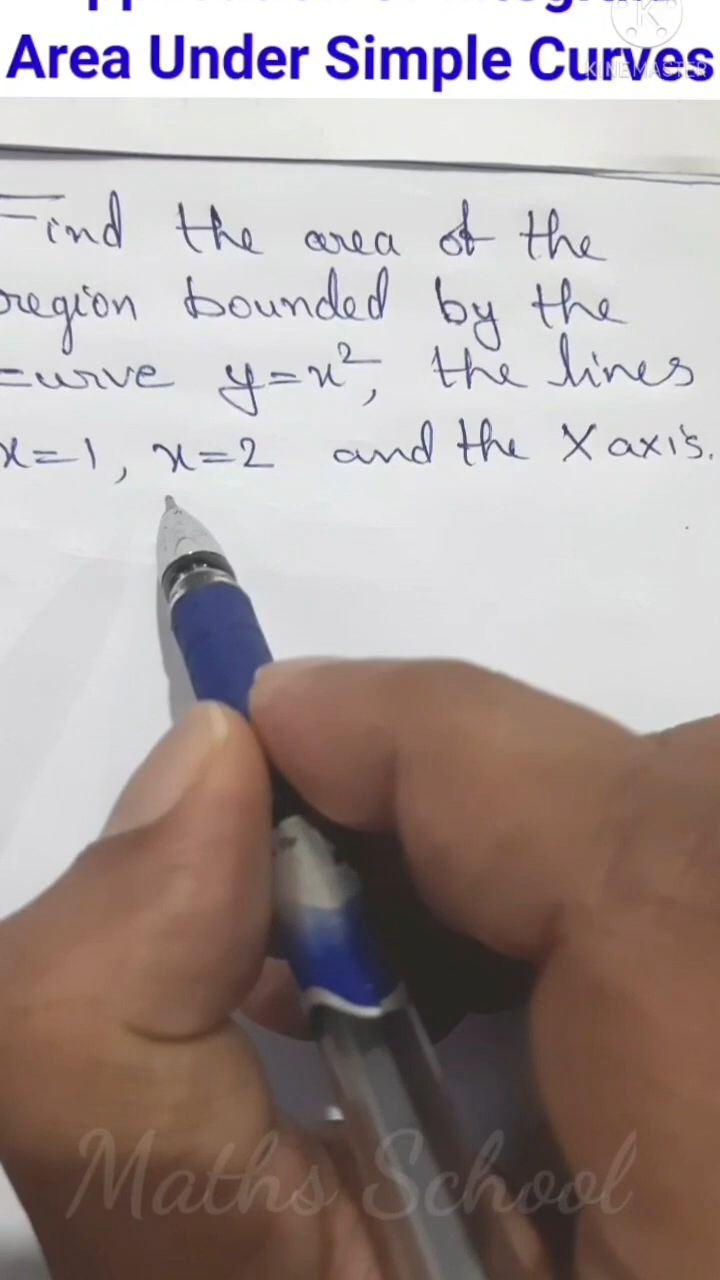 Area Under Simple Curves
KINEMASTER
Find the area of the
region bounded by the
curve y=x², the lines
x=1, x=2 and the X axis.
Maths School